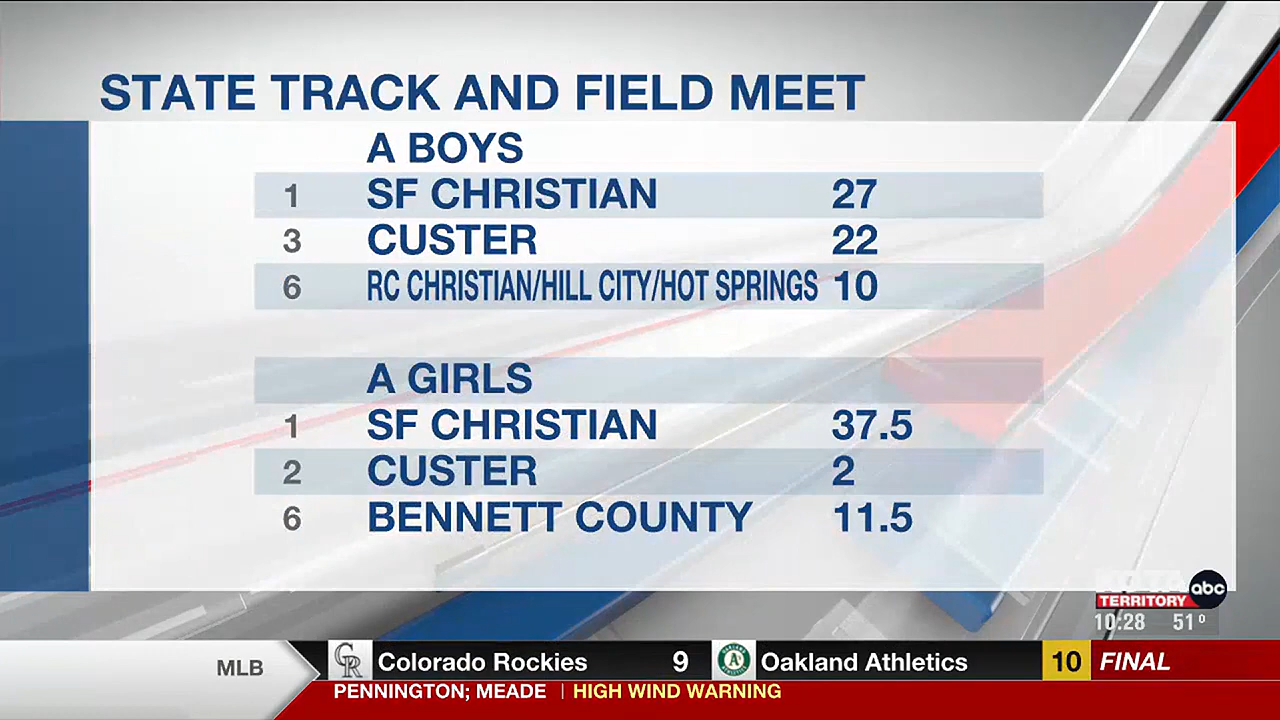 STATE TRACK AND FIELD MEET
A BOYS
1 SF CHRISTIAN 27
3 CUSTER 22
6 RC CHRISTIAN/HILL CITY/HOT SPRINGS 10
A GIRLS
1 SF CHRISTIAN 37.5
2 CUSTER 2
6 BENNETT COUNTY 11.5
abc
TERRITORY
10:28 51°
MLB CR Colorado Rockies 9 A's Oakland Athletics 10 FINAL
PENNINGTON; MEADE | HIGH WIND WARNING